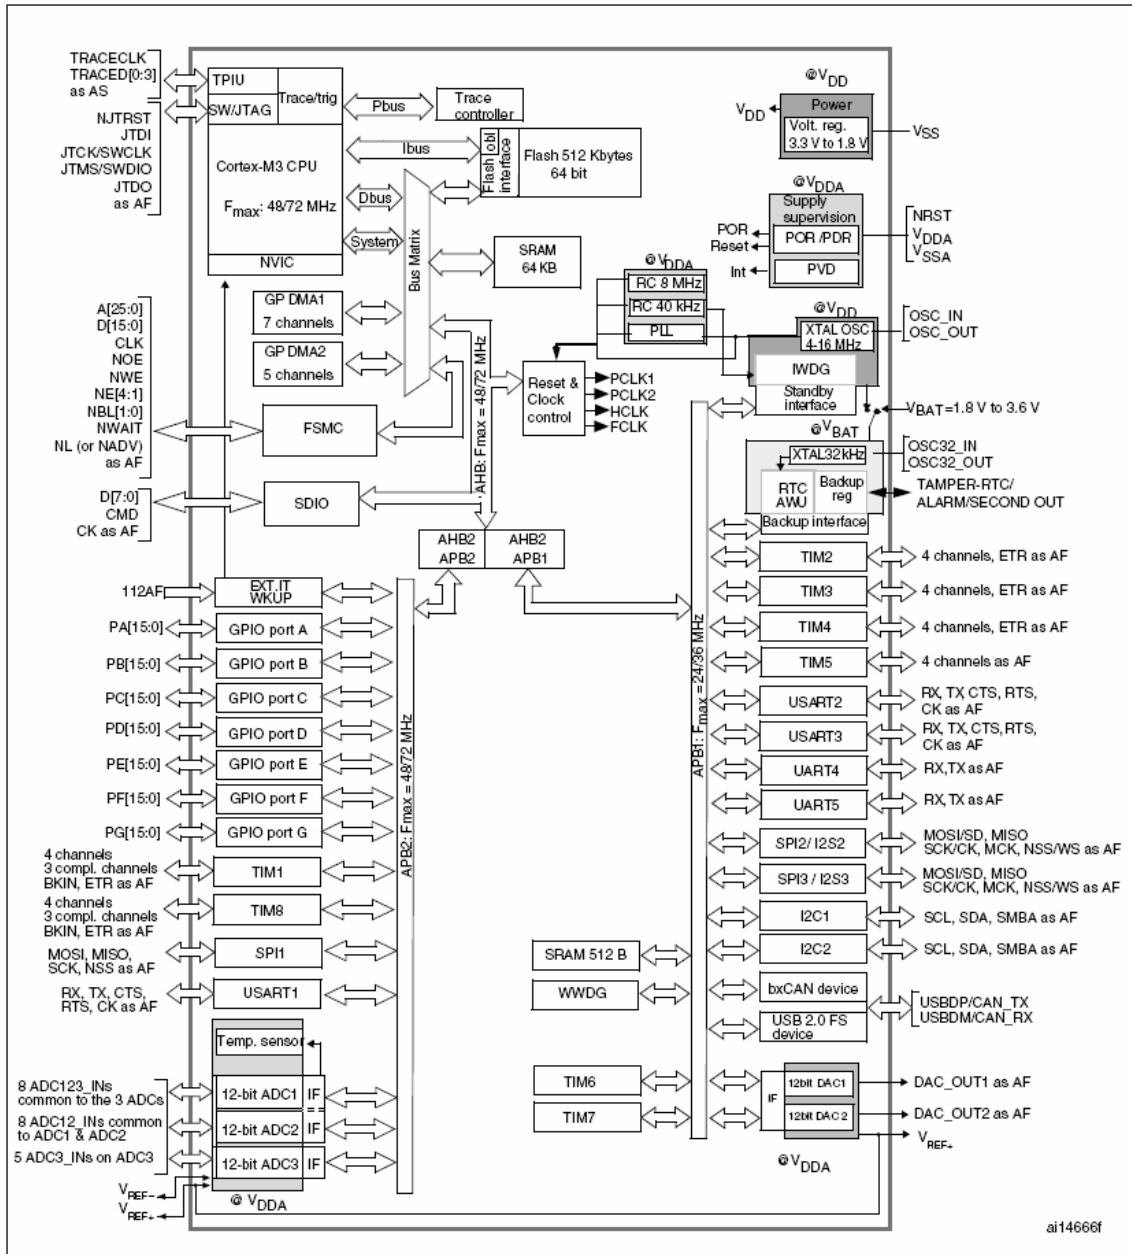 TRACECLK
TRACED[0:3]
as AS
NJTRST
JTDI
JTCK/SWCLK
JTMS/SWDIO
JTDO
as AF
TPIU
SW/JTAG
Trace/trig
Cortex-M3 CPU
Fmax: 48/72 MHz
NVIC
Pbus
Trace
controller
Ibus
Flash obl
interface
Flash 512 Kbytes
64 bit
Dbus
System
Bus Matrix
SRAM
64 KB
GP DMA1
7 channels
GP DMA2
5 channels
A[25:0]
D[15:0]
CLK
NOE
NWE
NE[4:1]
NBL[1:0]
NWAIT
NL (or NADV)
as AF
FSMC
D[7:0]
CMD
CK as AF
SDIO
AHB: Fmax = 48/72 MHz
@VDDA
RC 8 MHz
RC 40 kHz
PLL
Reset &
Clock
control
PCLK1
PCLK2
HCLK
FCLK
@VDD
VDD
Power
Volt. reg.
3.3 V to 1.8 V
VSS
@VDDA
Supply
supervision
POR
Reset
Int
POR /PDR
PVD
NRST
VDDA
VSSA
@VDD
XTAL OSC
4-16 MHz
OSC_IN
OSC_OUT
IWDG
Standby
interface
VBAT=1.8 V to 3.6 V
@VBAT
XTAL32kHz
OSC32_IN
OSC32_OUT
RTC
AWU
Backup
reg
TAMPER-RTC/
ALARM/SECOND OUT
Backup interface
AHB2
APB2
AHB2
APB1
112AF
EXT.IT
WKUP
PA[15:0]
GPIO port A
PB[15:0]
GPIO port B
PC[15:0]
GPIO port C
PD[15:0]
GPIO port D
PE[15:0]
GPIO port E
PF[15:0]
GPIO port F
PG[15:0]
GPIO port G
4 channels
3 compl. channels
BKIN, ETR as AF
TIM1
4 channels
3 compl. channels
BKIN, ETR as AF
TIM8
MOSI, MISO,
SCK, NSS as AF
SPI1
RX, TX, CTS,
RTS, CK as AF
USART1
Temp. sensor
8 ADC123_INs
common to the 3 ADCs
12-bit ADC1 IF
8 ADC12_INs common
to ADC1 & ADC2
12-bit ADC2 IF
5 ADC3_INs on ADC3
12-bit ADC3 IF
VREF-
VREF+
@ VDDA
APB2: Fmax = 48/72 MHz
APB1: Fmax = 24/36 MHz
TIM2
4 channels, ETR as AF
TIM3
4 channels, ETR as AF
TIM4
4 channels, ETR as AF
TIM5
4 channels as AF
USART2
RX, TX CTS, RTS,
CK as AF
USART3
RX, TX, CTS, RTS,
CK as AF
UART4
RX,TX as AF
UART5
RX, TX as AF
SPI2/ I2S2
MOSI/SD, MISO
SCK/CK, MCK, NSS/WS as AF
SPI3 / I2S3
MOSI/SD, MISO
SCK/CK, MCK, NSS/WS as AF
I2C1
SCL, SDA, SMBA as AF
I2C2
SCL, SDA, SMBA as AF
SRAM 512 B
WWDG
bxCAN device
USB 2.0 FS
device
USBDP/CAN_TX
USBDM/CAN_RX
TIM6
TIM7
IF
12bit DAC1
DAC_OUT1 as AF
12bit DAC 2
DAC_OUT2 as AF
VREF+
@VDDA
ai14666f